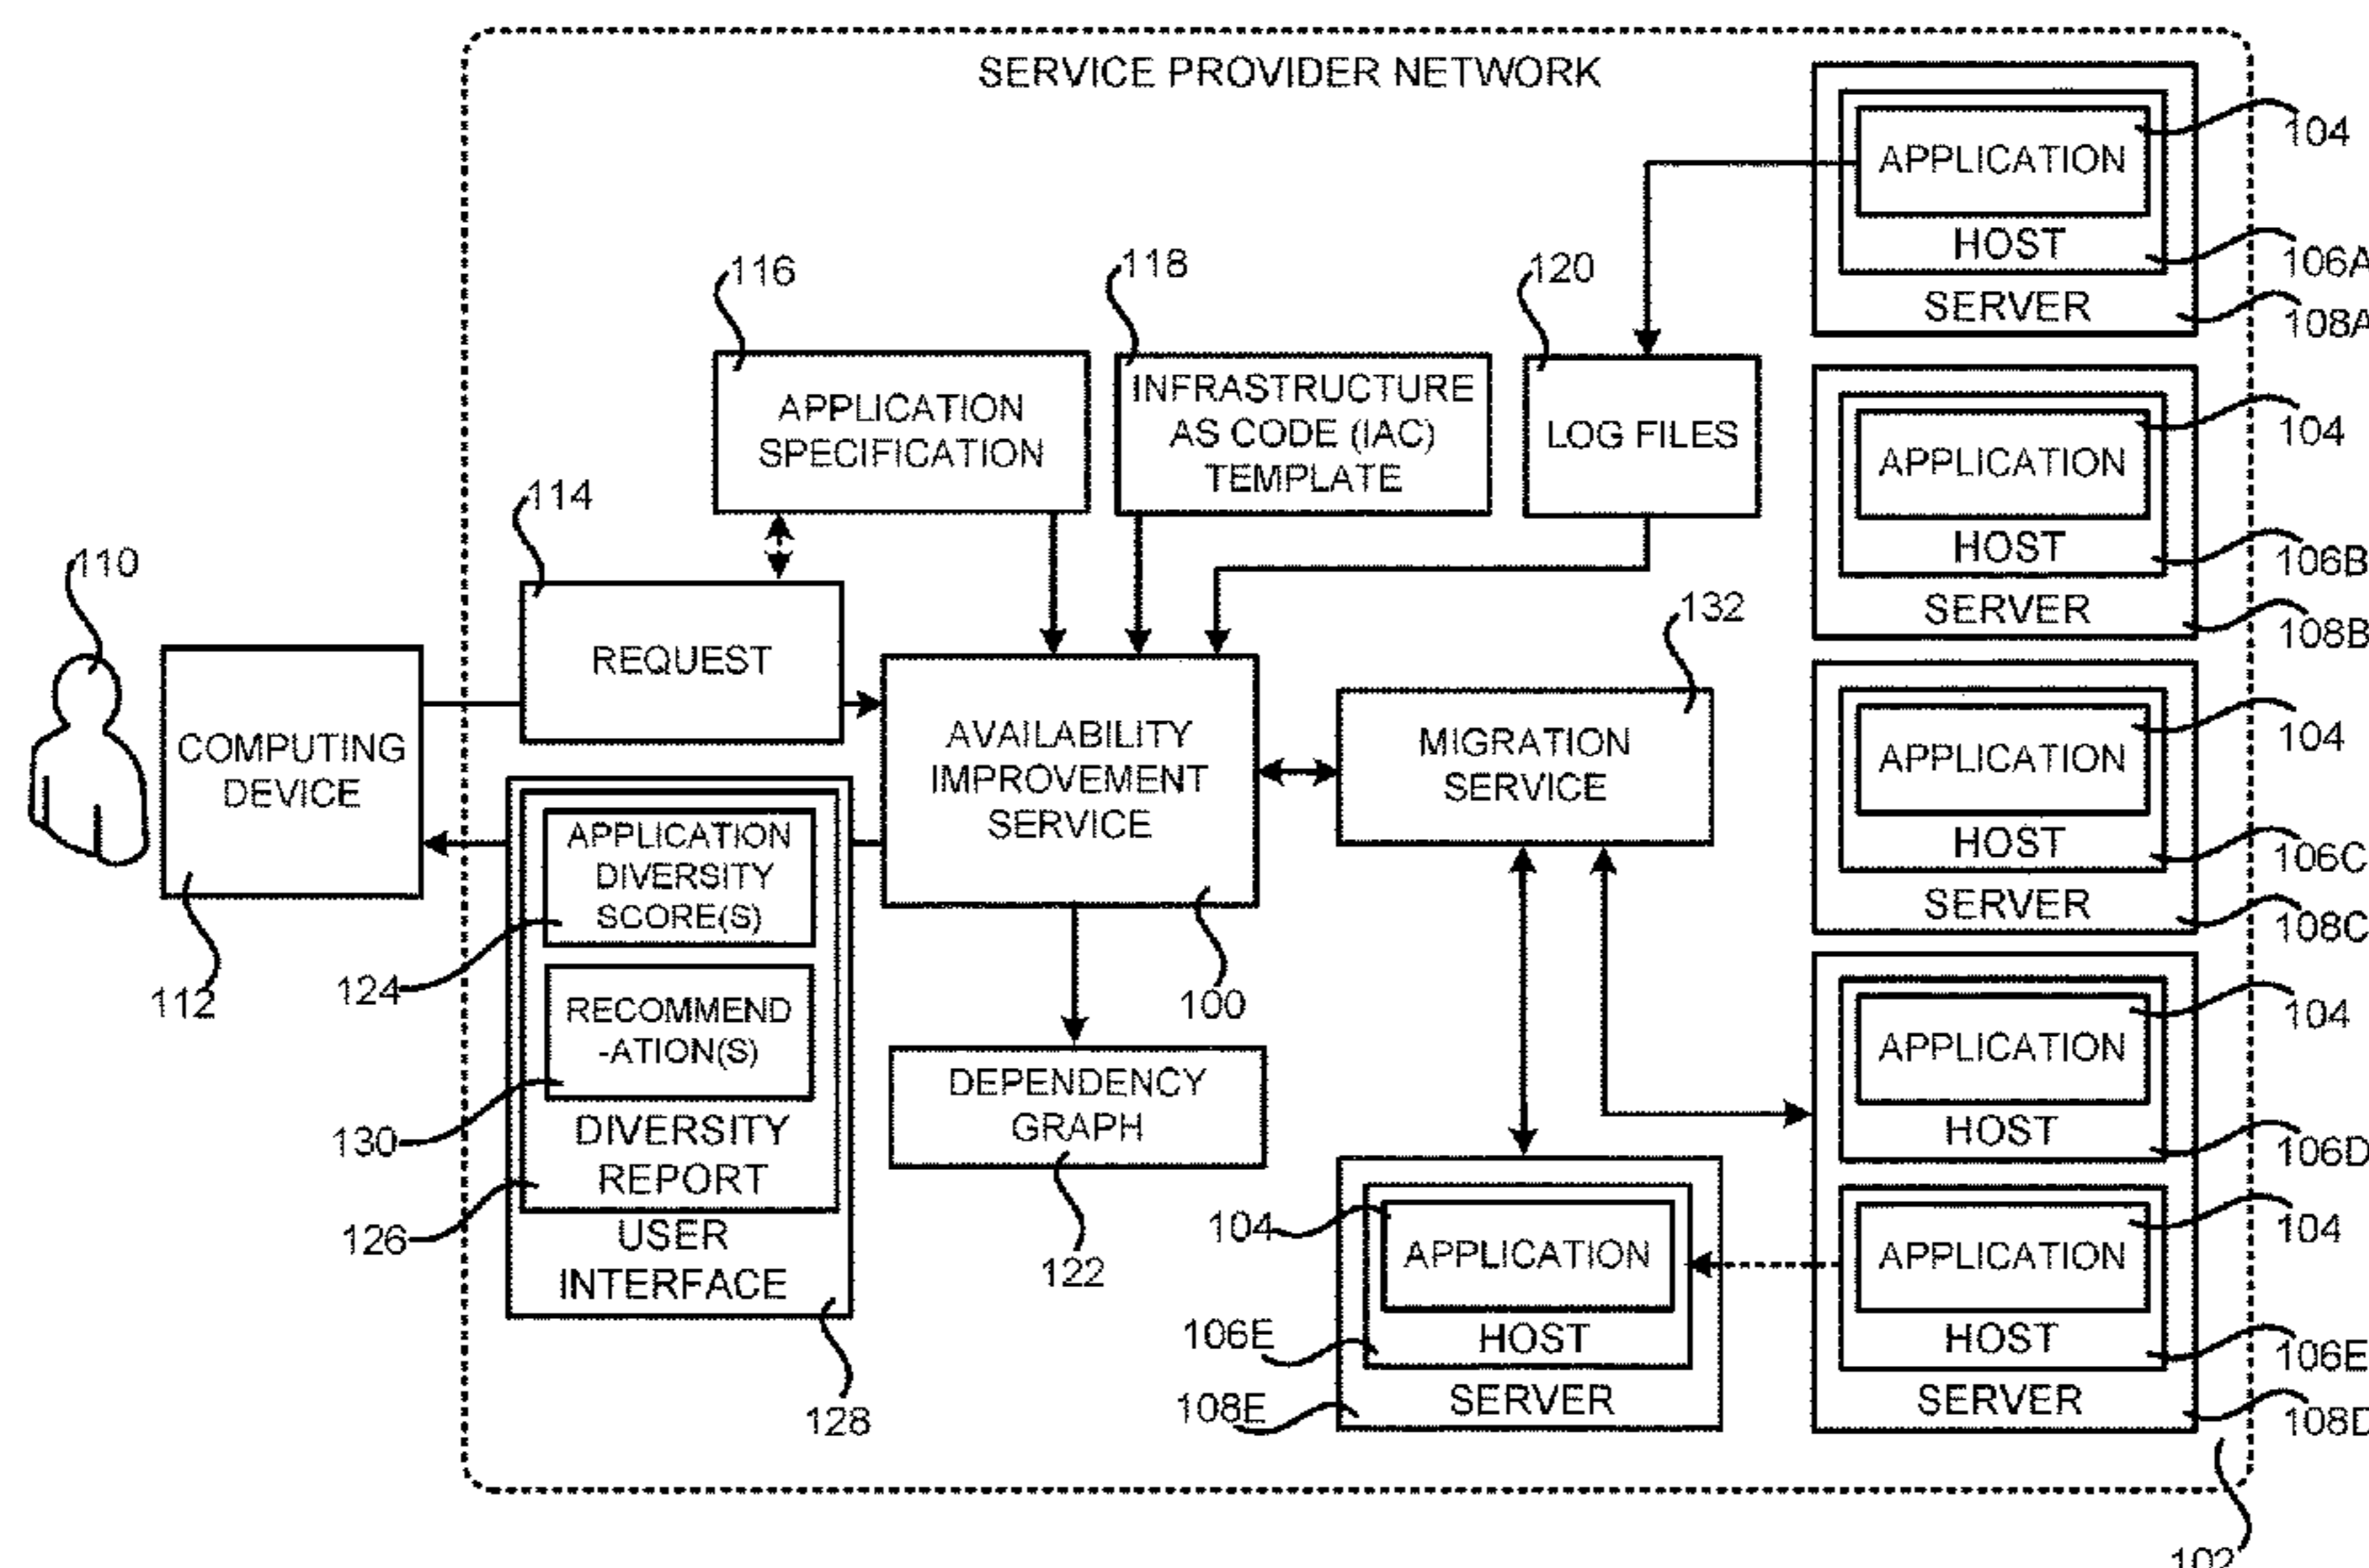 SERVICE PROVIDER NETWORK
APPLICATION
104
HOST
106A
SERVER
108A
116
118
120
APPLICATION
SPECIFICATION
INFRASTRUCTURE
AS CODE (IAC)
TEMPLATE
LOG FILES
APPLICATION
104
HOST
106B
SERVER
108B
114
110
REQUEST
132
COMPUTING
DEVICE
112
AVAILABILITY
IMPROVEMENT
SERVICE
100
MIGRATION
SERVICE
APPLICATION
104
HOST
106C
SERVER
108C
APPLICATION
DIVERSITY
SCORE(S)
124
RECOMMEND
-ATION(S)
130
DIVERSITY
REPORT
126
USER
INTERFACE
128
DEPENDENCY
GRAPH
122
APPLICATION
104
HOST
106D
APPLICATION
104
HOST
106E
SERVER
108D
104
APPLICATION
106E
HOST
108E
SERVER
102